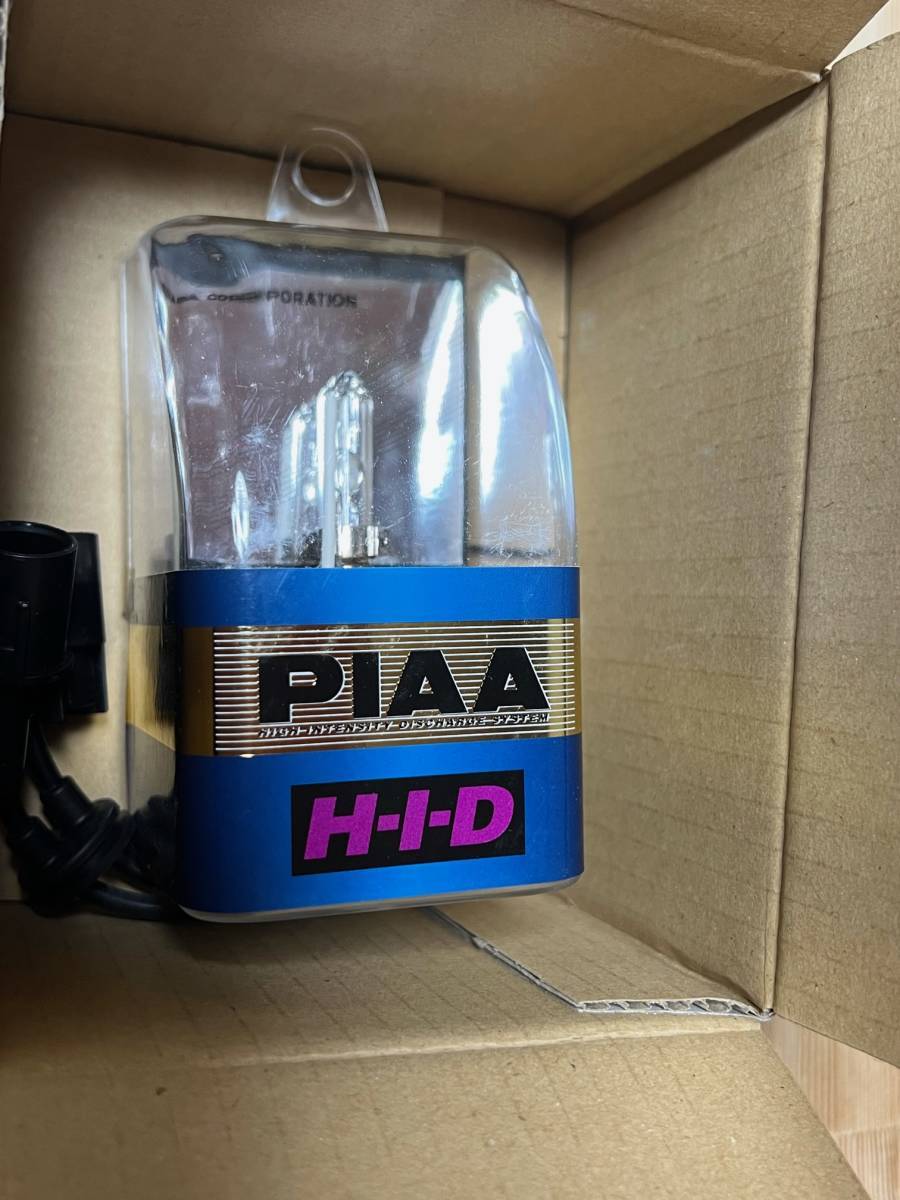 PORATION
PIAA
HIGH-INTENSITY DISCHARGE SYSTEM
H-I-D